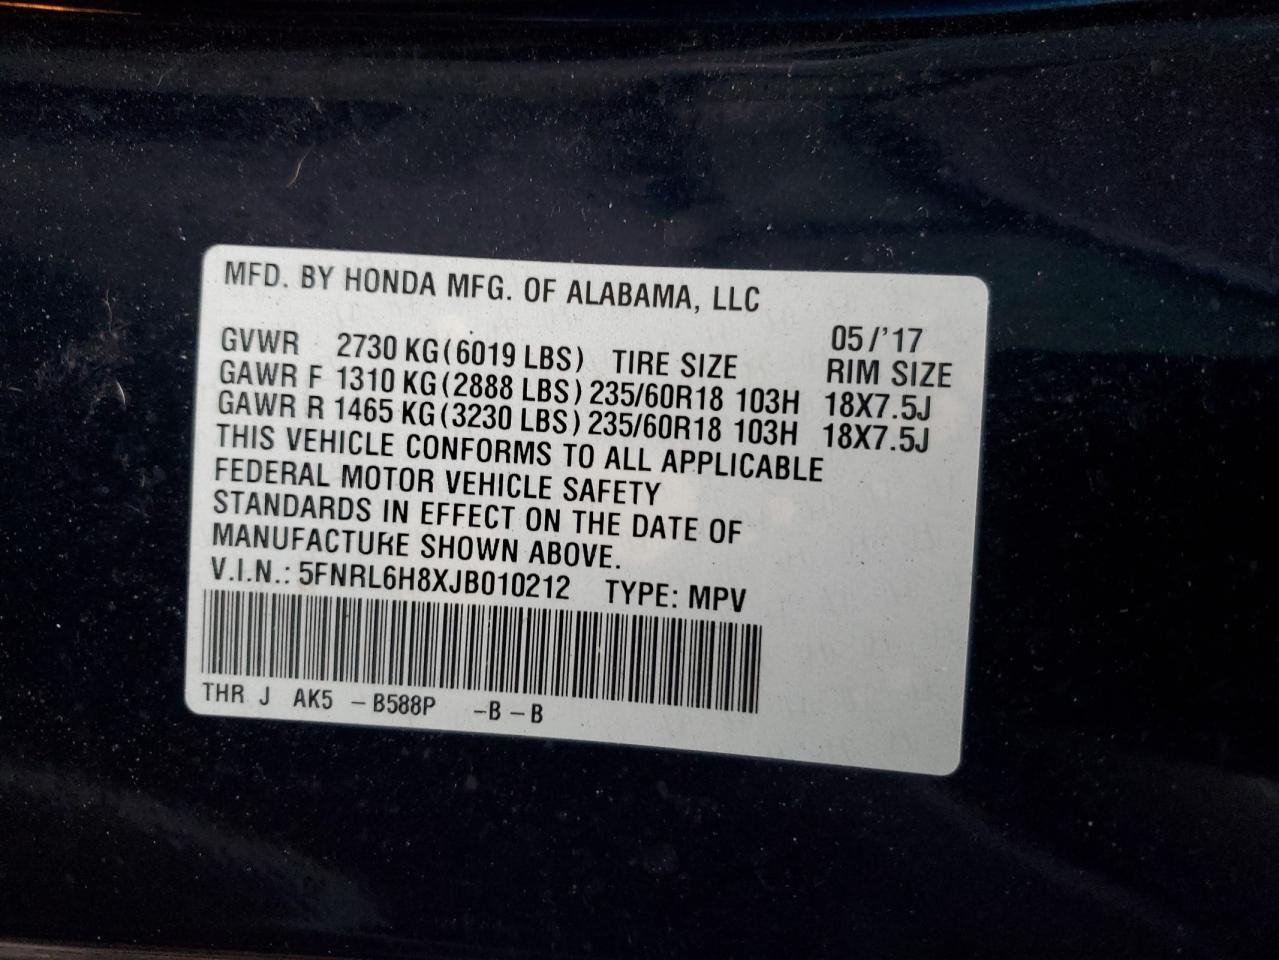 MFD. BY HONDA MFG. OF ALABAMA, LLC
05/'17
GVWR 2730 KG(6019 LBS) TIRE SIZE RIM SIZE
GAWR F 1310 KG(2888 LBS) 235/60R18 103H 18X7.5J
GAWR R 1465 KG(3230 LBS) 235/60R18 103H 18X7.5J
THIS VEHICLE CONFORMS TO ALL APPLICABLE
FEDERAL MOTOR VEHICLE SAFETY
STANDARDS IN EFFECT ON THE DATE OF
MANUFACTURE SHOWN ABOVE.
V.I.N.: 5FNRL6H8XJB010212 TYPE: MPV
THR J AK5 – B588P –B – B